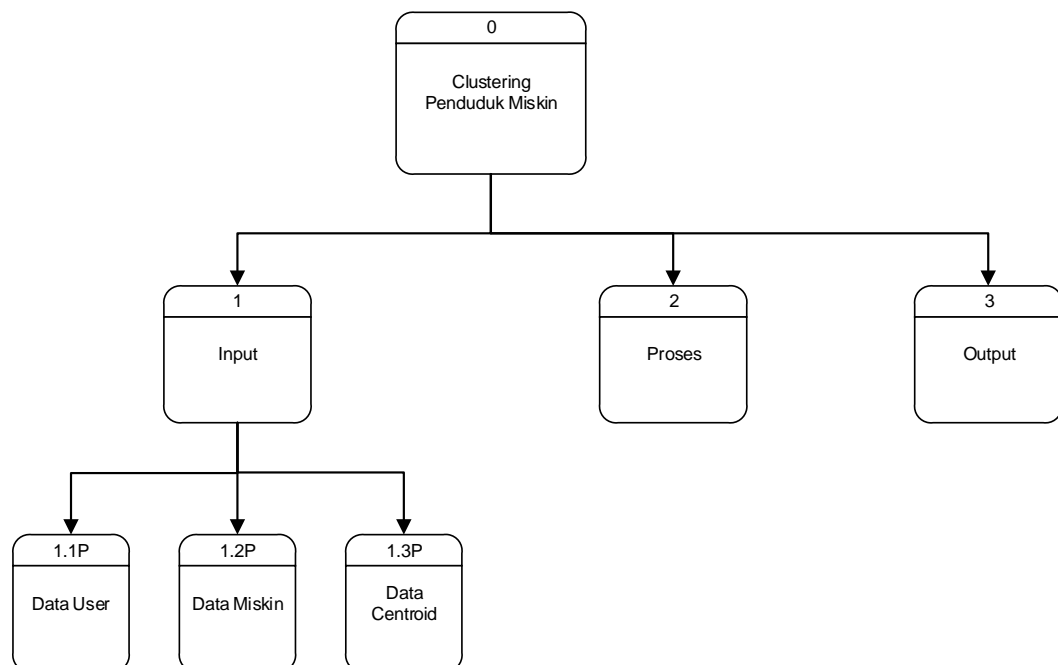 0
Clustering
Penduduk Miskin
1
2
3
Input
Proses
Output
1.1P
1.2P
1.3P
Data User
Data Miskin
Data
Centroid